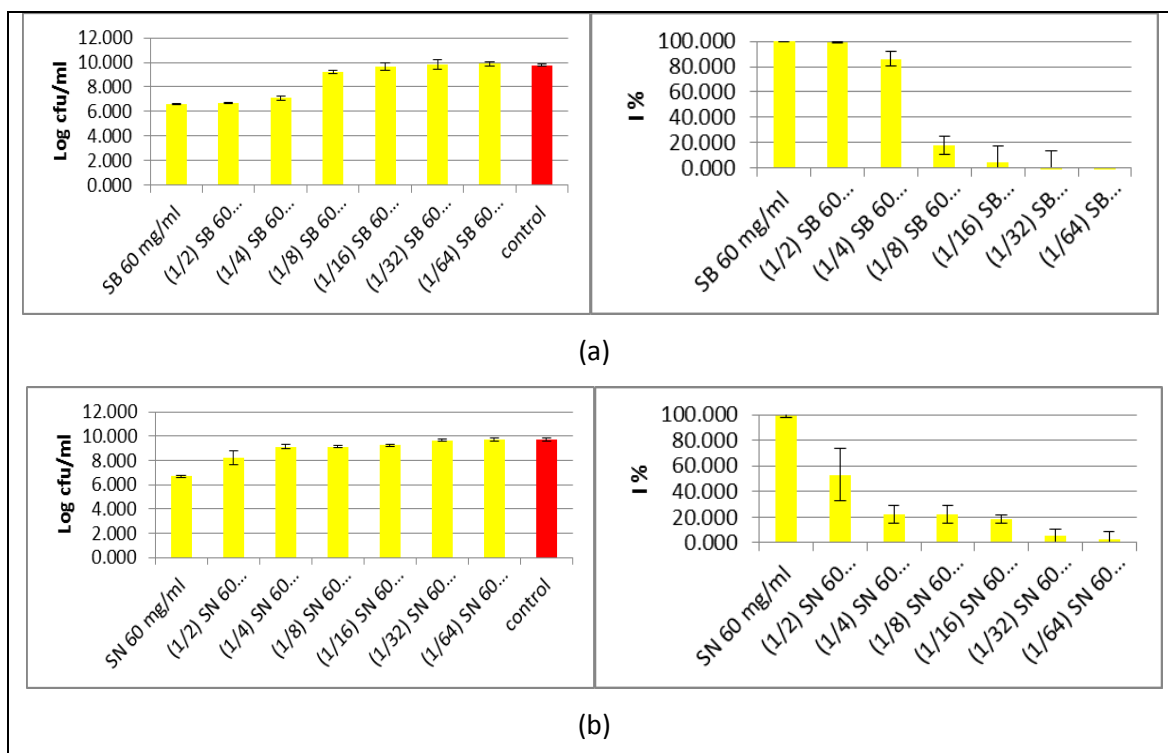 12.000
10.000
8.000
6.000
4.000
2.000
0.000
Log cfu/ml
SB 60 mg/ml
(1/2) SB 60...
(1/4) SB 60...
(1/8) SB 60...
(1/16) SB 60...
(1/32) SB 60...
(1/64) SB 60...
control
100.000
80.000
60.000
40.000
20.000
0.000
I %
SB 60 mg/ml
(1/2) SB 60...
(1/4) SB 60...
(1/8) SB 60...
(1/16) SB...
(1/32) SB...
(1/64) SB...
(a)
12.000
10.000
8.000
6.000
4.000
2.000
0.000
Log cfu/ml
SN 60 mg/ml
(1/2) SN 60...
(1/4) SN 60...
(1/8) SN 60...
(1/16) SN 60...
(1/32) SN 60...
(1/64) SN 60...
control
100.000
80.000
60.000
40.000
20.000
0.000
I %
SN 60 mg/ml
(1/2) SN 60...
(1/4) SN 60...
(1/8) SN 60...
(1/16) SN 60...
(1/32) SN 60...
(1/64) SN 60...
(b)